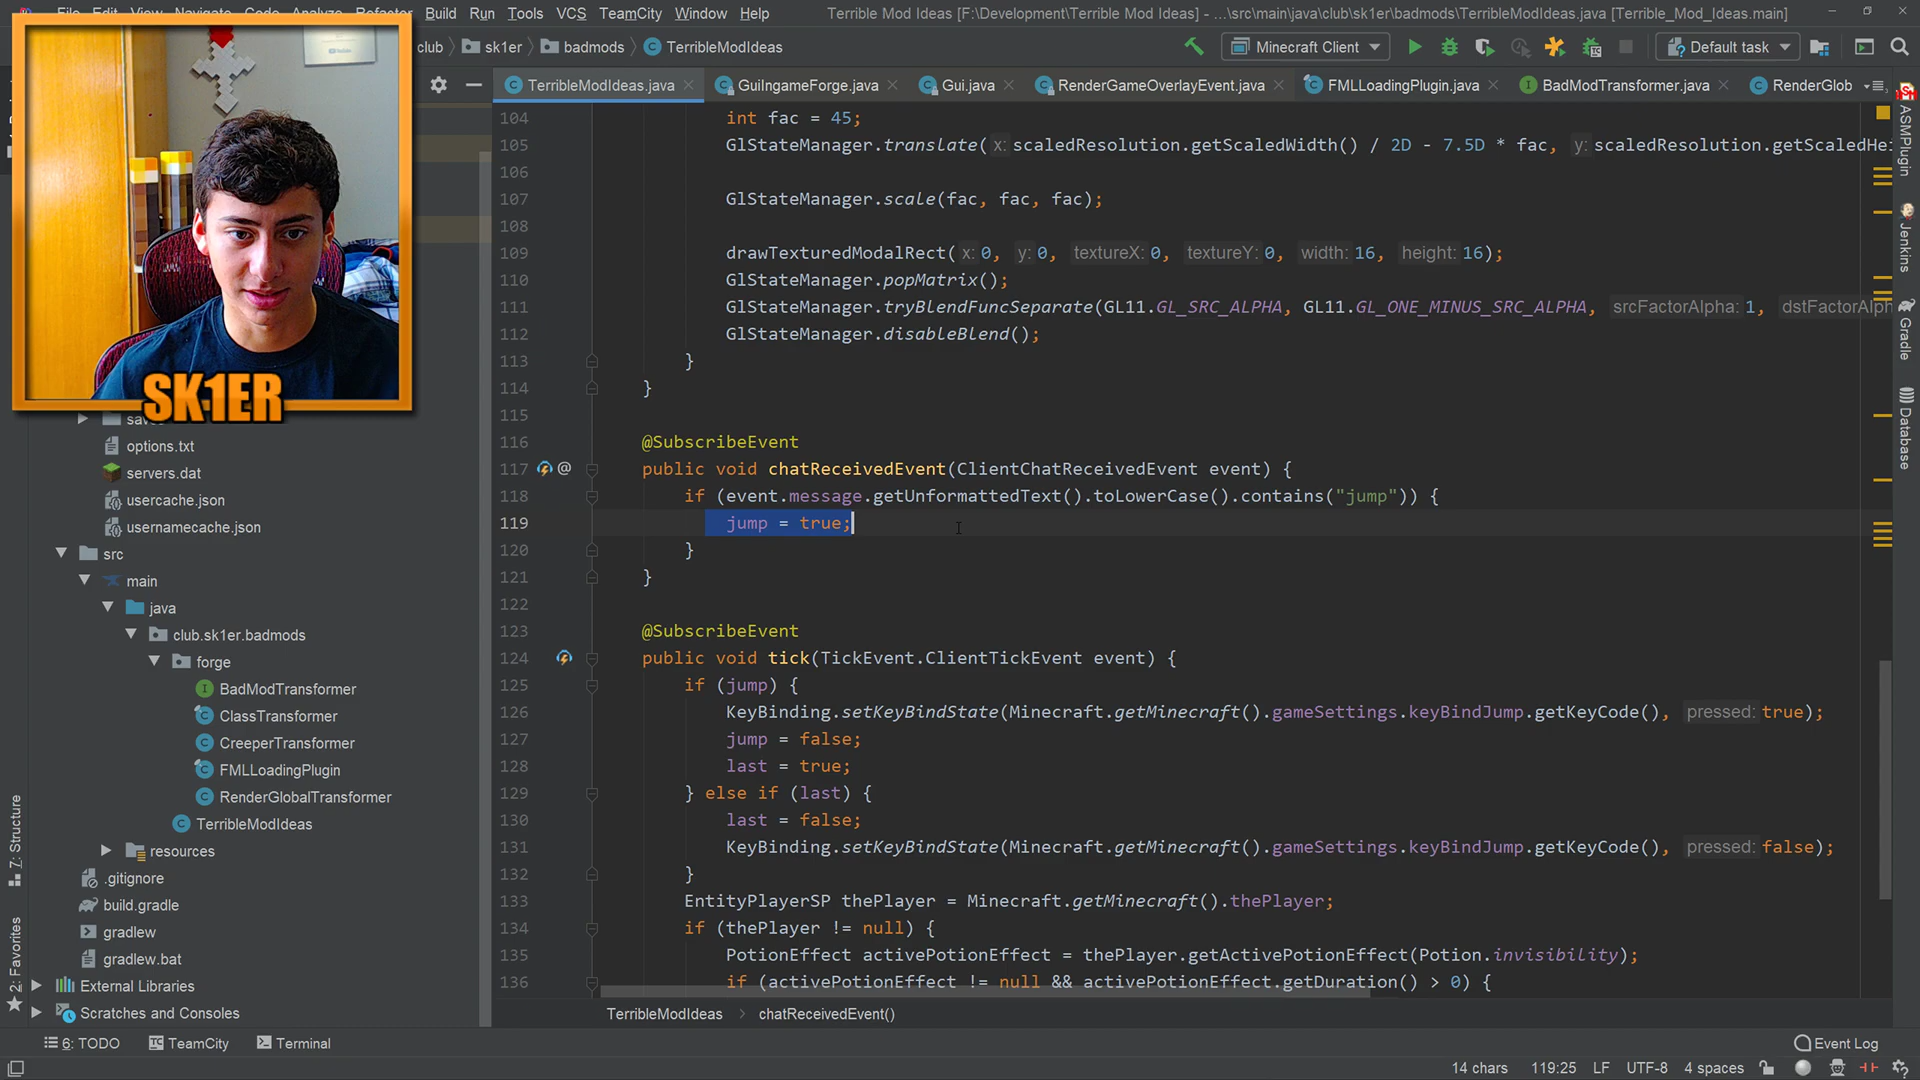 Build Run Tools VCS TeamCity Window Help
Terrible Mod Ideas [F:\Development\Terrible Mod Ideas] - ...\src\main\java\club\sk1er\badmods\TerribleModIdeas.java [Terrible_Mod_Ideas.main]
club sk1er badmods TerribleModIdeas
Minecraft Client
Default task
TerribleModIdeas.java GuiIngameForge.java Gui.java RenderGameOverlayEvent.java FMLLoadingPlugin.java BadModTransformer.java RenderGlob
SK1ER
options.txt
servers.dat
usercache.json
usernamecache.json
src
main
java
club.sk1er.badmods
forge
BadModTransformer
ClassTransformer
CreeperTransformer
FMLLoadingPlugin
RenderGlobalTransformer
TerribleModIdeas
resources
.gitignore
build.gradle
gradlew
gradlew.bat
External Libraries
Scratches and Consoles
7: Structure
2: Favorites
104 int fac = 45;
105 GlStateManager.translate( x: scaledResolution.getScaledWidth() / 2D - 7.5D * fac, y: scaledResolution.getScaledHei
106
107 GlStateManager.scale(fac, fac, fac);
108
109 drawTexturedModalRect( x: 0, y: 0, textureX: 0, textureY: 0, width: 16, height: 16);
110 GlStateManager.popMatrix();
111 GlStateManager.tryBlendFuncSeparate(GL11.GL_SRC_ALPHA, GL11.GL_ONE_MINUS_SRC_ALPHA, srcFactorAlpha: 1, dstFactorAlph
112 GlStateManager.disableBlend();
113 }
114 }
115
116 @SubscribeEvent
117 @ public void chatReceivedEvent(ClientChatReceivedEvent event) {
118 if (event.message.getUnformattedText().toLowerCase().contains("jump")) {
119 jump = true;
120 }
121 }
122
123 @SubscribeEvent
124 public void tick(TickEvent.ClientTickEvent event) {
125 if (jump) {
126 KeyBinding.setKeyBindState(Minecraft.getMinecraft().gameSettings.keyBindJump.getKeyCode(), pressed: true);
127 jump = false;
128 last = true;
129 } else if (last) {
130 last = false;
131 KeyBinding.setKeyBindState(Minecraft.getMinecraft().gameSettings.keyBindJump.getKeyCode(), pressed: false);
132 }
133 EntityPlayerSP thePlayer = Minecraft.getMinecraft().thePlayer;
134 if (thePlayer != null) {
135 PotionEffect activePotionEffect = thePlayer.getActivePotionEffect(Potion.invisibility);
136 if (activePotionEffect != null && activePotionEffect.getDuration() > 0) {
TerribleModIdeas chatReceivedEvent()
ASMPlugin
Jenkins
Gradle
Database
6: TODO TeamCity Terminal
Event Log
14 chars 119:25 LF UTF-8 4 spaces